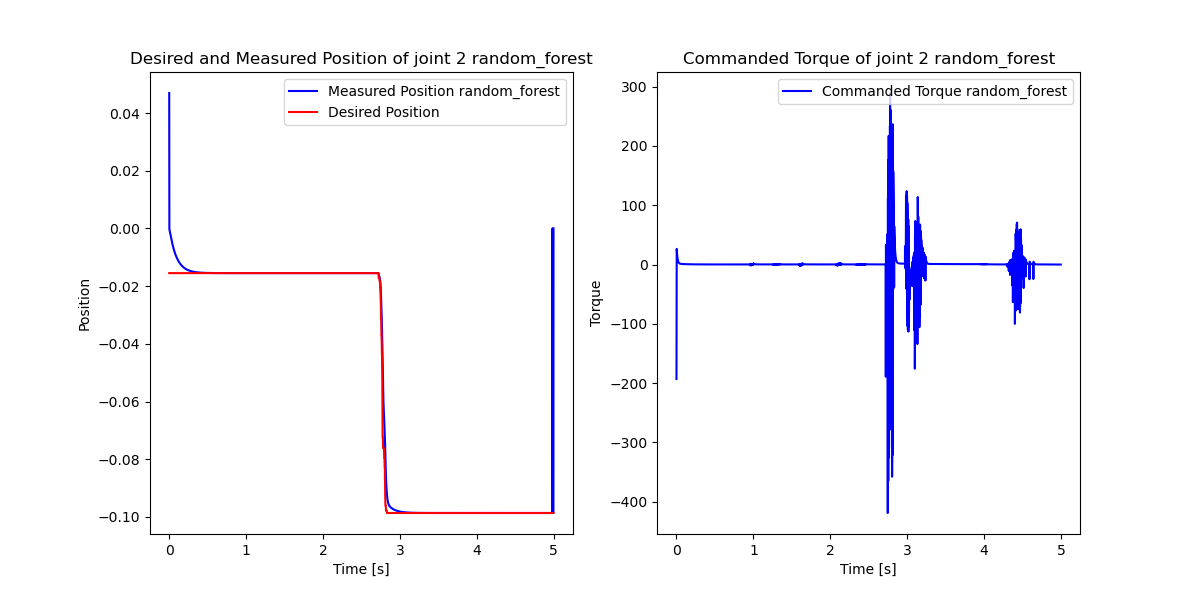 Desired and Measured Position of joint 2 random_forest
Measured Position random_forest
Desired Position
0.04
0.02
0.00
−0.02
−0.04
−0.06
−0.08
−0.10
Position
0 1 2 3 4 5
Time [s]
Commanded Torque of joint 2 random_forest
Commanded Torque random_forest
300
200
100
0
−100
−200
−300
−400
Torque
0 1 2 3 4 5
Time [s]